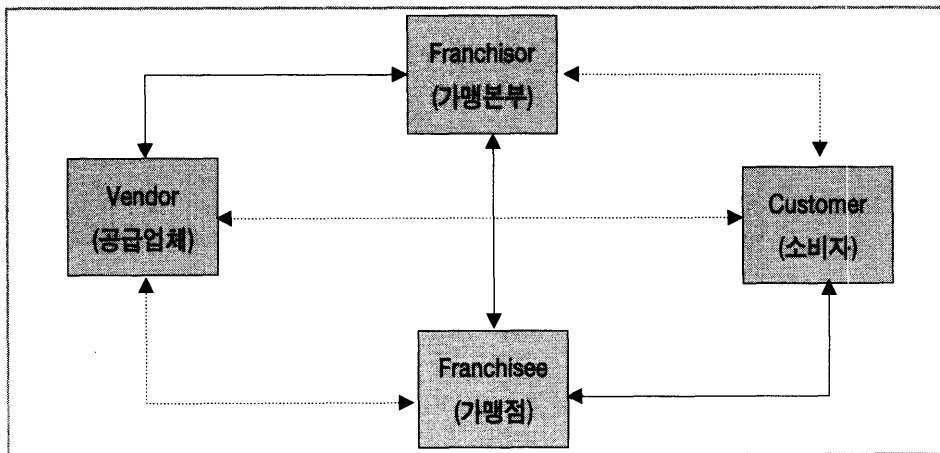 Franchisor
(가맹본부)
Vendor
(공급업체)
Customer
(소비자)
Franchisee
(가맹점)